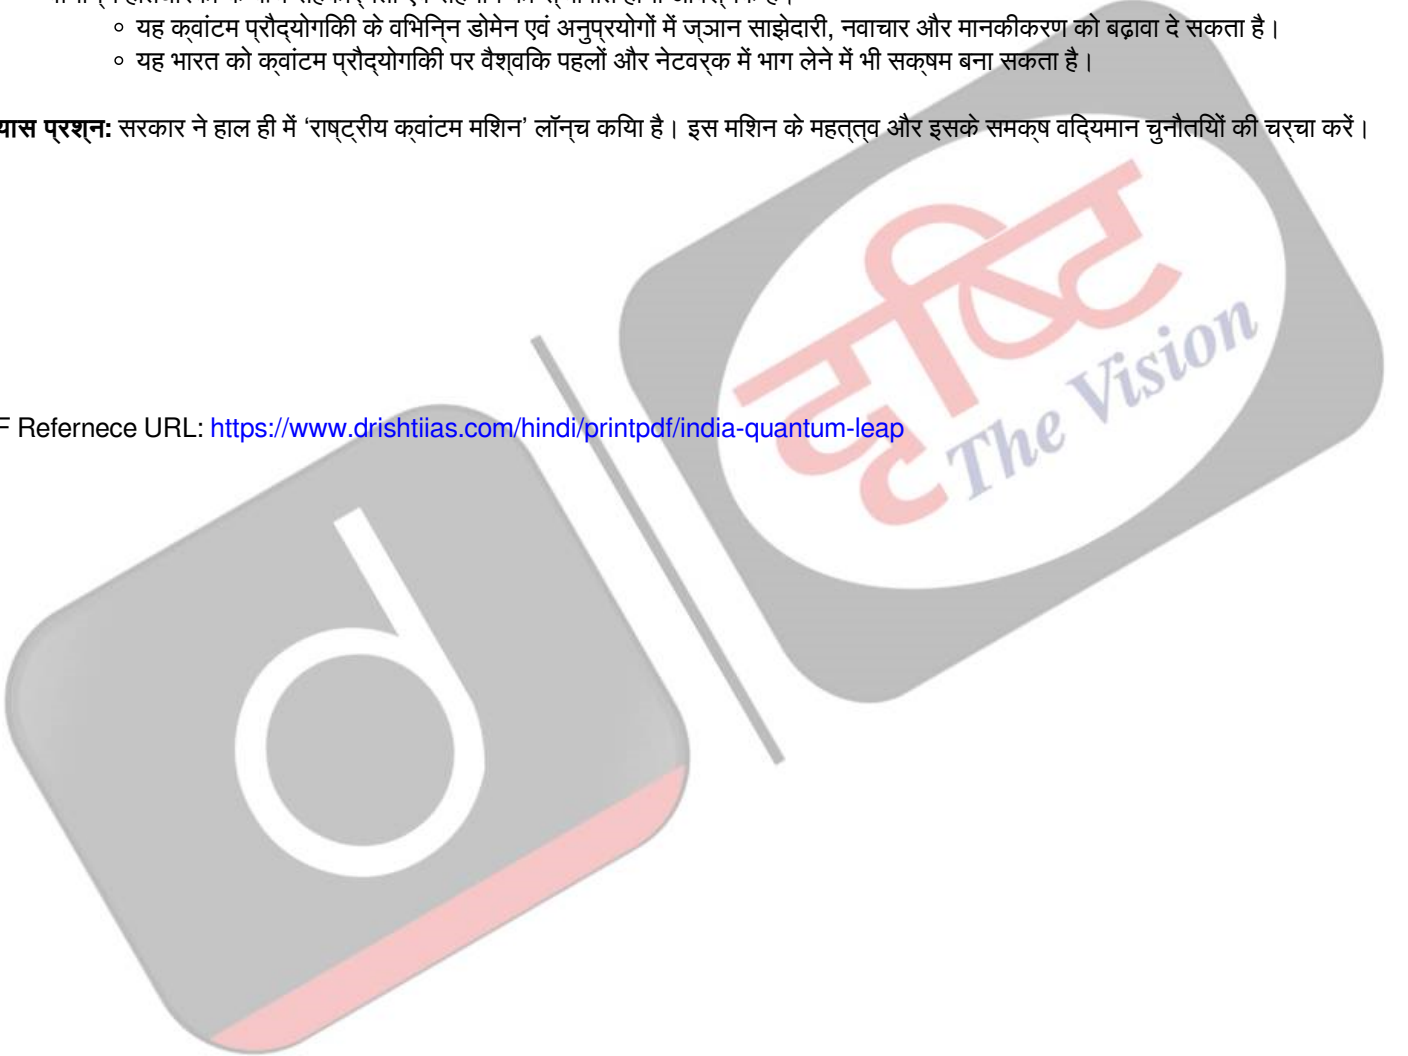 यह क्वांटम प्रौद्योगिकी के विभिन्न डोमेन एवं अनुप्रयोगों में ज्ञान साझेदारी, नवाचार और मानकीकरण को बढ़ावा दे सकता है।
यह भारत को क्वांटम प्रौद्योगिकी पर वैश्विक पहलों और नेटवर्क में भाग लेने में भी सक्षम बना सकता है।
यास प्रश्न: सरकार ने हाल ही में ‘राष्ट्रीय क्वांटम मिशन’ लॉन्च किया है। इस मिशन के महत्त्व और इसके समक्ष विद्यमान चुनौतियों की चर्चा करें।
दृष्टि
The Vision
F Refernece URL: https://www.drishtiias.com/hindi/printpdf/india-quantum-leap
d